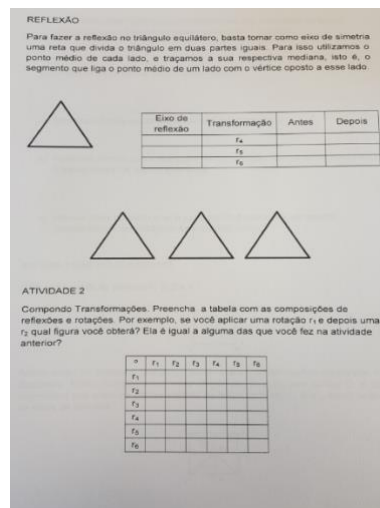 REFLEXÃO
Para fazer a reflexão no triângulo equilátero, basta tomar como eixo de simetria
uma reta que divida o triângulo em duas partes iguais. Para isso utilizamos o
ponto médio de cada lado, e traçamos a sua respectiva mediana, isto é, o
segmento que liga o ponto médio de um lado com o vértice oposto a esse lado.
Eixo de reflexão Transformação Antes Depois
r₄
r₅
r₆
ATIVIDADE 2
Compondo Transformações. Preencha a tabela com as composições de
reflexões e rotações. Por exemplo, se você aplicar uma rotação r₁ e depois uma
r₂ qual figura você obterá? Ela é igual a alguma das que você fez na atividade
anterior?
* r₁ r₂ r₃ r₄ r₅ r₆
r₁
r₂
r₃
r₄
r₅
r₆